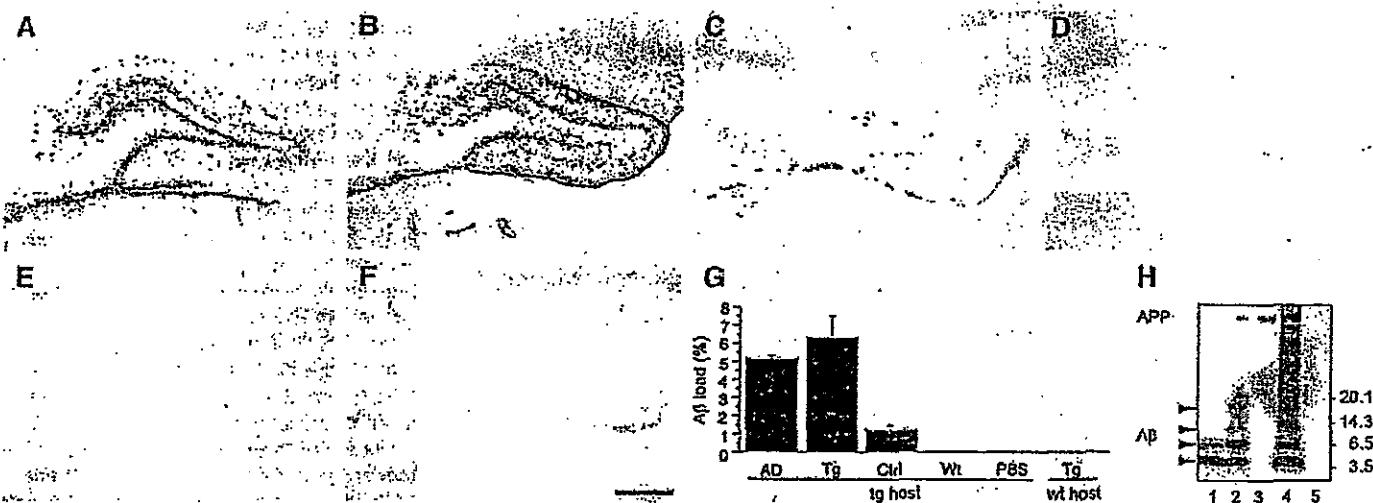 A B C D
E F G H
8
7
6
5
4
3
2
1
0
Aβ load (%)
AD Tg Ctrl Wt PBS Tg
tg host wt host
APP
Aβ
20.1
14.3
6.5
3.5
1 2 3 4 5